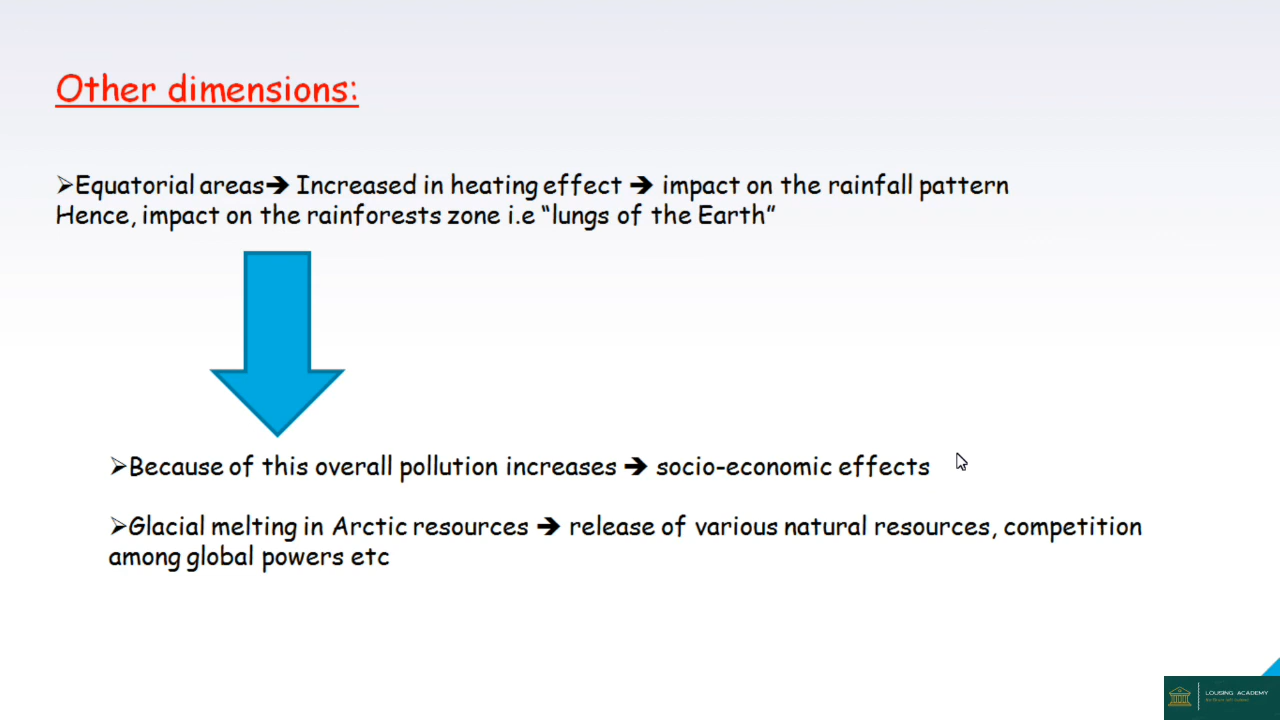 Other dimensions:
➢Equatorial areas➔ Increased in heating effect ➔ impact on the rainfall pattern
Hence, impact on the rainforests zone i.e “lungs of the Earth”
➢Because of this overall pollution increases ➔ socio-economic effects
➢Glacial melting in Arctic resources ➔ release of various natural resources, competition
among global powers etc
LOUSING ACADEMY